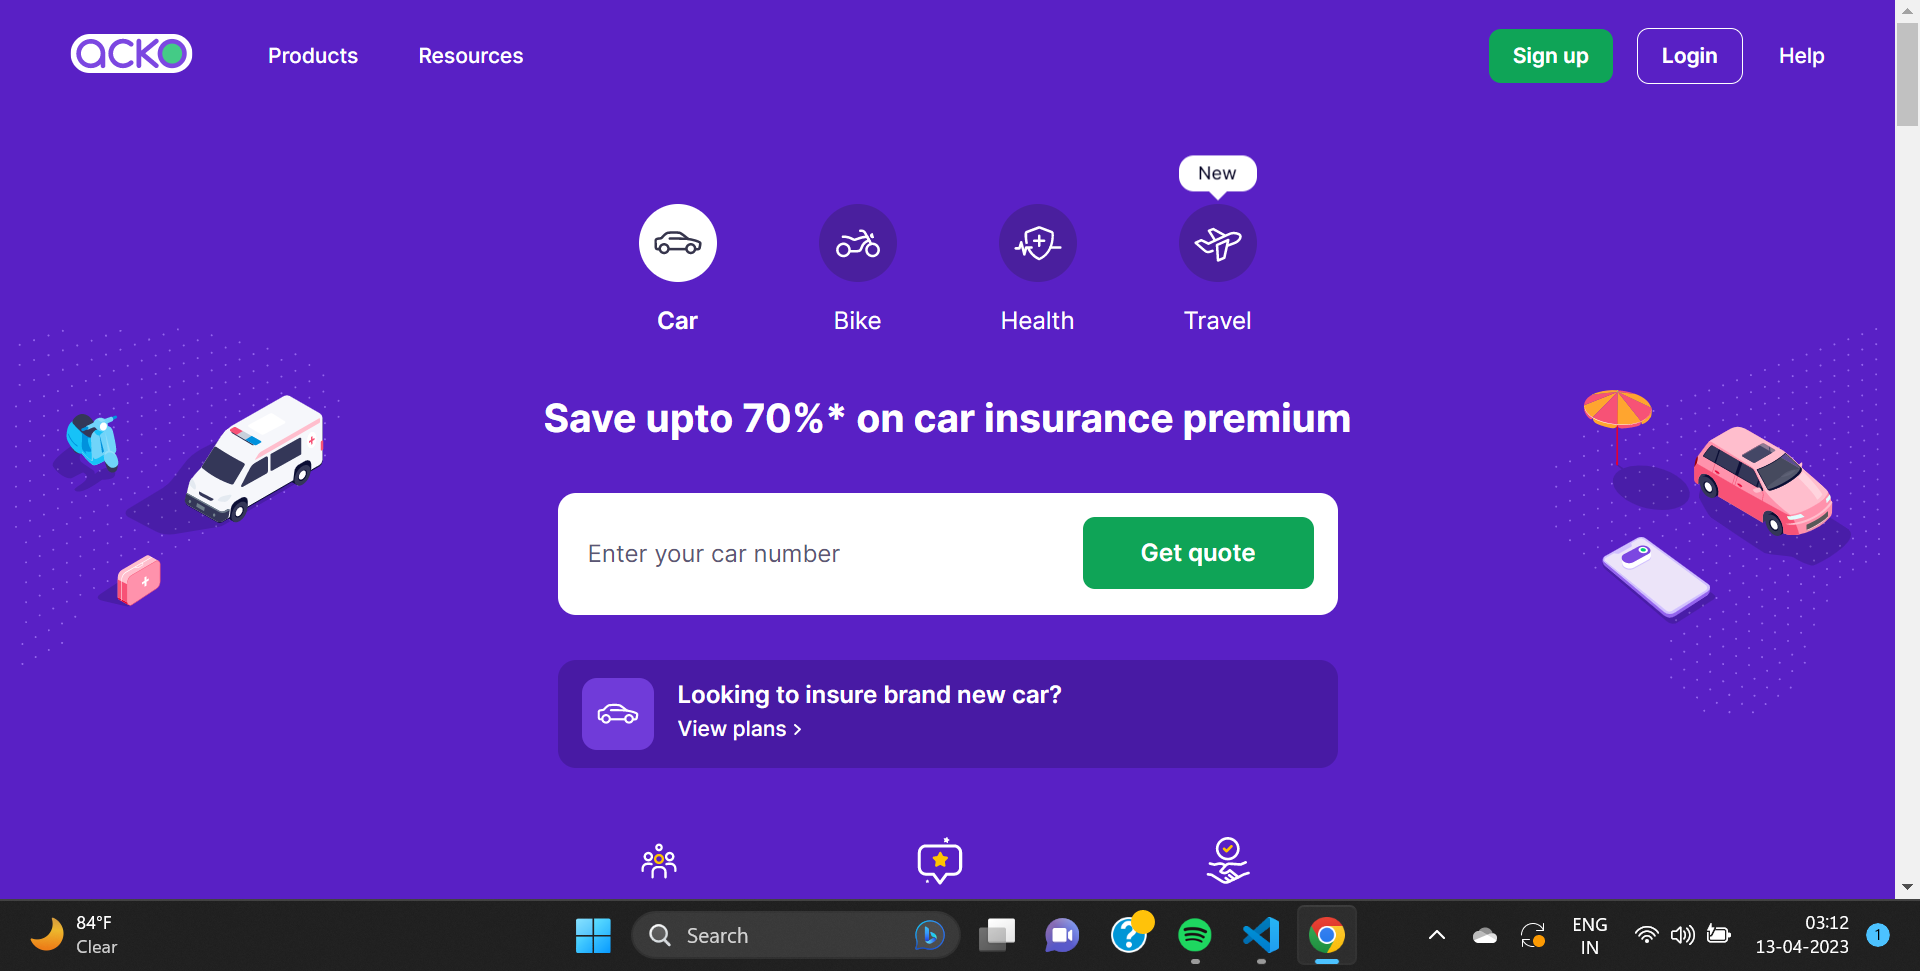 acko
Products
Resources
Sign up
Login
Help
New
Car
Bike
Health
Travel
Save upto 70%* on car insurance premium
Enter your car number
Get quote
Looking to insure brand new car?
View plans >
84°F
Clear
Search
ENG
IN
03:12
13-04-2023
1